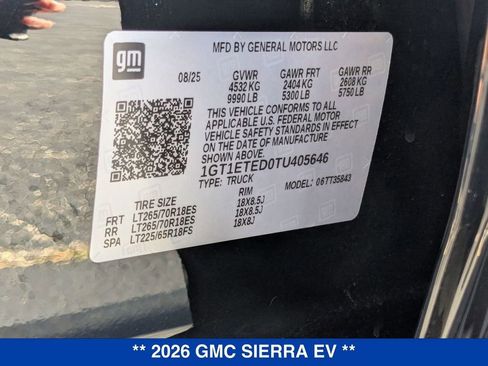 gm
MFD BY GENERAL MOTORS LLC
08/25 GVWR GAWR FRT GAWR RR
4532 KG 2404 KG 2608 KG
9990 LB 5300 LB 5750 LB
THIS VEHICLE CONFORMS TO ALL
APPLICABLE U.S. FEDERAL MOTOR
VEHICLE SAFETY STANDARDS IN EFFECT
ON THE DATE OF MANUFACTURE
SHOWN ABOVE.
1GT1ETED0TU405646
TYPE: TRUCK MODEL: 06TT35843
TIRE SIZE RIM
FRT LT265/70R18ES 18X8.5J
RR LT265/70R18ES 18X8.5J
SPA LT225/65R18FS 18X8J
** 2026 GMC SIERRA EV **